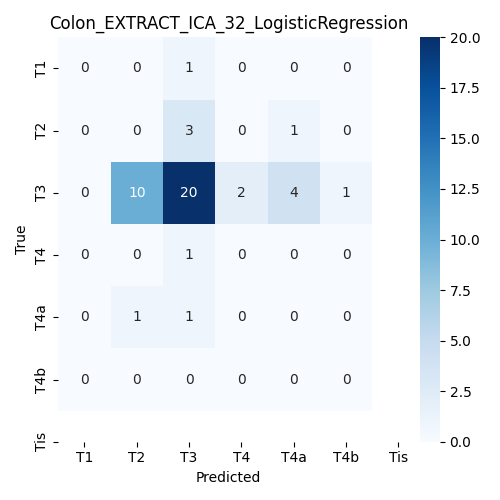 Colon_EXTRACT_ICA_32_LogisticRegression
T1 0 0 1 0 0 0
T2 0 0 3 0 1 0
T3 0 10 20 2 4 1
T4 0 0 1 0 0 0
T4a 0 1 1 0 0 0
T4b 0 0 0 0 0 0
Tis
True
T1 T2 T3 T4 T4a T4b Tis
Predicted
20.0
17.5
15.0
12.5
10.0
7.5
5.0
2.5
0.0